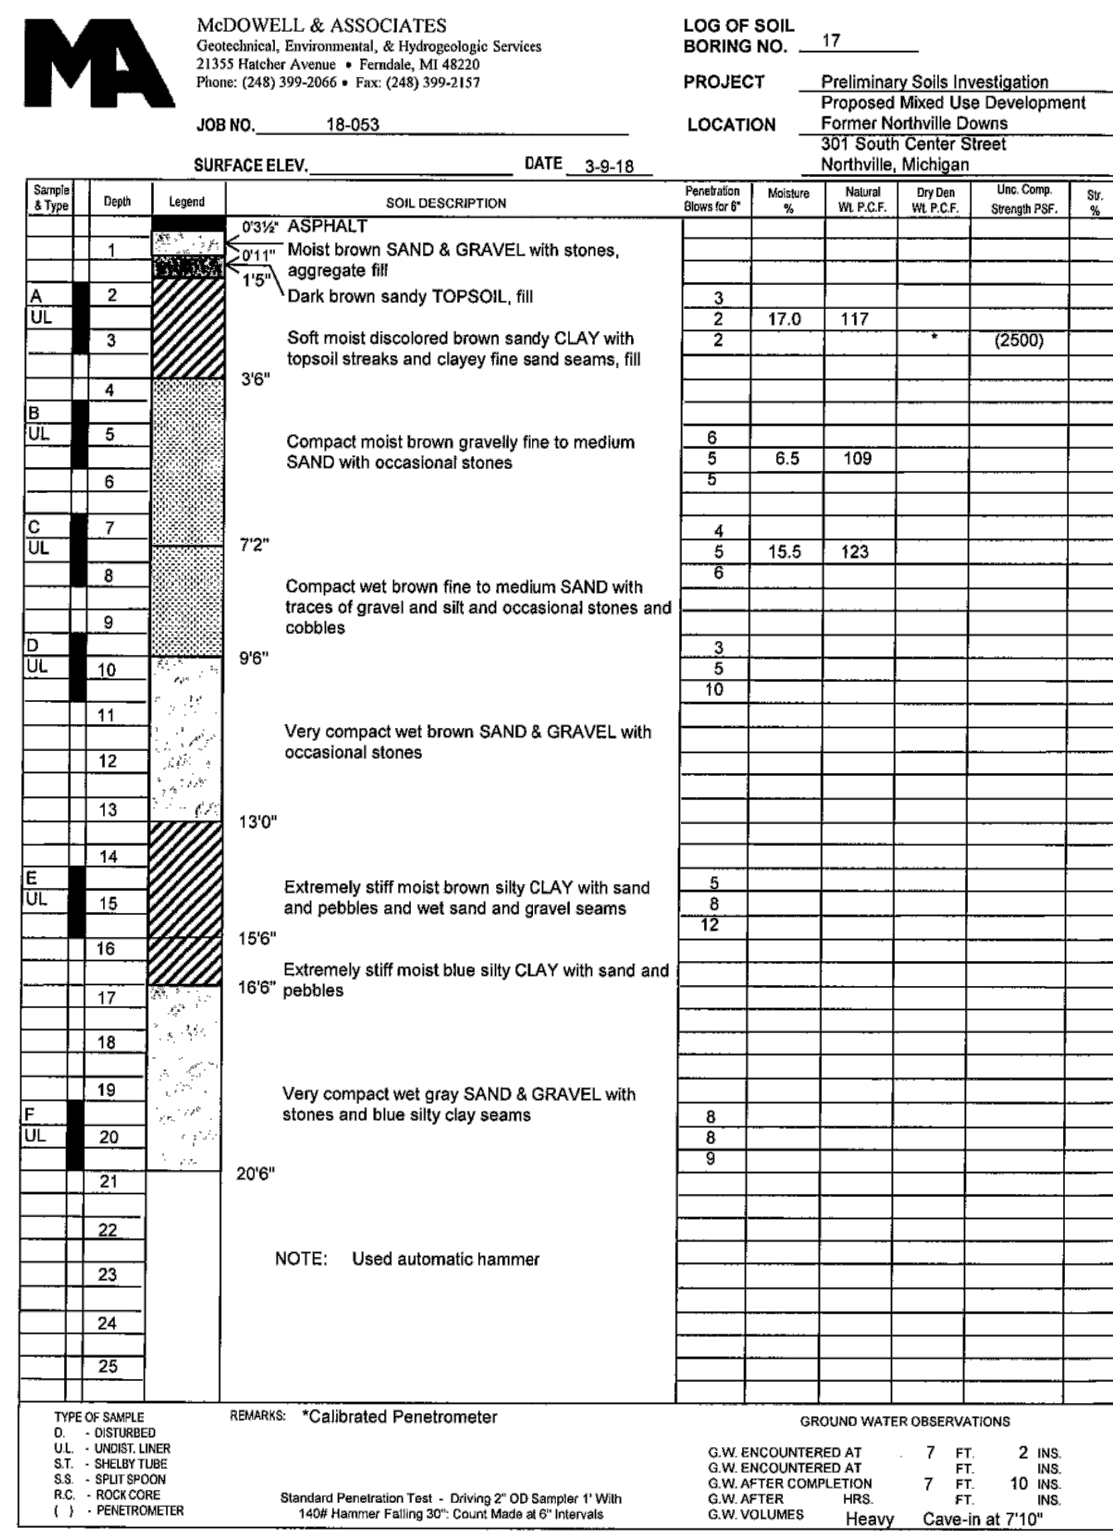 MA
McDOWELL & ASSOCIATES
Geotechnical, Environmental, & Hydrogeologic Services
21355 Hatcher Avenue • Ferndale, MI 48220
Phone: (248) 399-2066 • Fax: (248) 399-2157
JOB NO. 18-053
SURFACE ELEV. DATE 3-9-18
LOG OF SOIL
BORING NO. 17
PROJECT Preliminary Soils Investigation
Proposed Mixed Use Development
LOCATION Former Northville Downs
301 South Center Street
Northville, Michigan
Sample & Type Depth Legend SOIL DESCRIPTION Penetration Blows for 6" Moisture % Natural Wt. P.C.F. Dry Den Wt. P.C.F. Unc. Comp. Strength PSF. Str. %
0'3½" ASPHALT
1 0'11" Moist brown SAND & GRAVEL with stones,
aggregate fill
1'5"
A 2 Dark brown sandy TOPSOIL, fill 3
UL 2 17.0 117
3 Soft moist discolored brown sandy CLAY with 2 * (2500)
topsoil streaks and clayey fine sand seams, fill
3'6"
4
B
UL 5 Compact moist brown gravelly fine to medium 6
SAND with occasional stones 5 6.5 109
6 5
C 7 4
UL 7'2" 5 15.5 123
8 6
Compact wet brown fine to medium SAND with
traces of gravel and silt and occasional stones and
9 cobbles
D 3
UL 10 9'6" 5
10
11
Very compact wet brown SAND & GRAVEL with
occasional stones
12
13
13'0"
14
E 5
UL 15 Extremely stiff moist brown silty CLAY with sand 8
and pebbles and wet sand and gravel seams 12
15'6"
16
Extremely stiff moist blue silty CLAY with sand and
16'6" pebbles
17
18
19 Very compact wet gray SAND & GRAVEL with
F stones and blue silty clay seams 8
UL 20 8
9
20'6"
21
22
NOTE: Used automatic hammer
23
24
25
TYPE OF SAMPLE
D. - DISTURBED
U.L. - UNDIST. LINER
S.T. - SHELBY TUBE
S.S. - SPLIT SPOON
R.C. - ROCK CORE
( ) - PENETROMETER
REMARKS: *Calibrated Penetrometer
Standard Penetration Test - Driving 2" OD Sampler 1' With
140# Hammer Falling 30": Count Made at 6" Intervals
GROUND WATER OBSERVATIONS
G.W. ENCOUNTERED AT 7 FT. 2 INS.
G.W. ENCOUNTERED AT FT. INS.
G.W. AFTER COMPLETION 7 FT. 10 INS.
G.W. AFTER HRS. FT. INS.
G.W. VOLUMES Heavy Cave-in at 7'10"